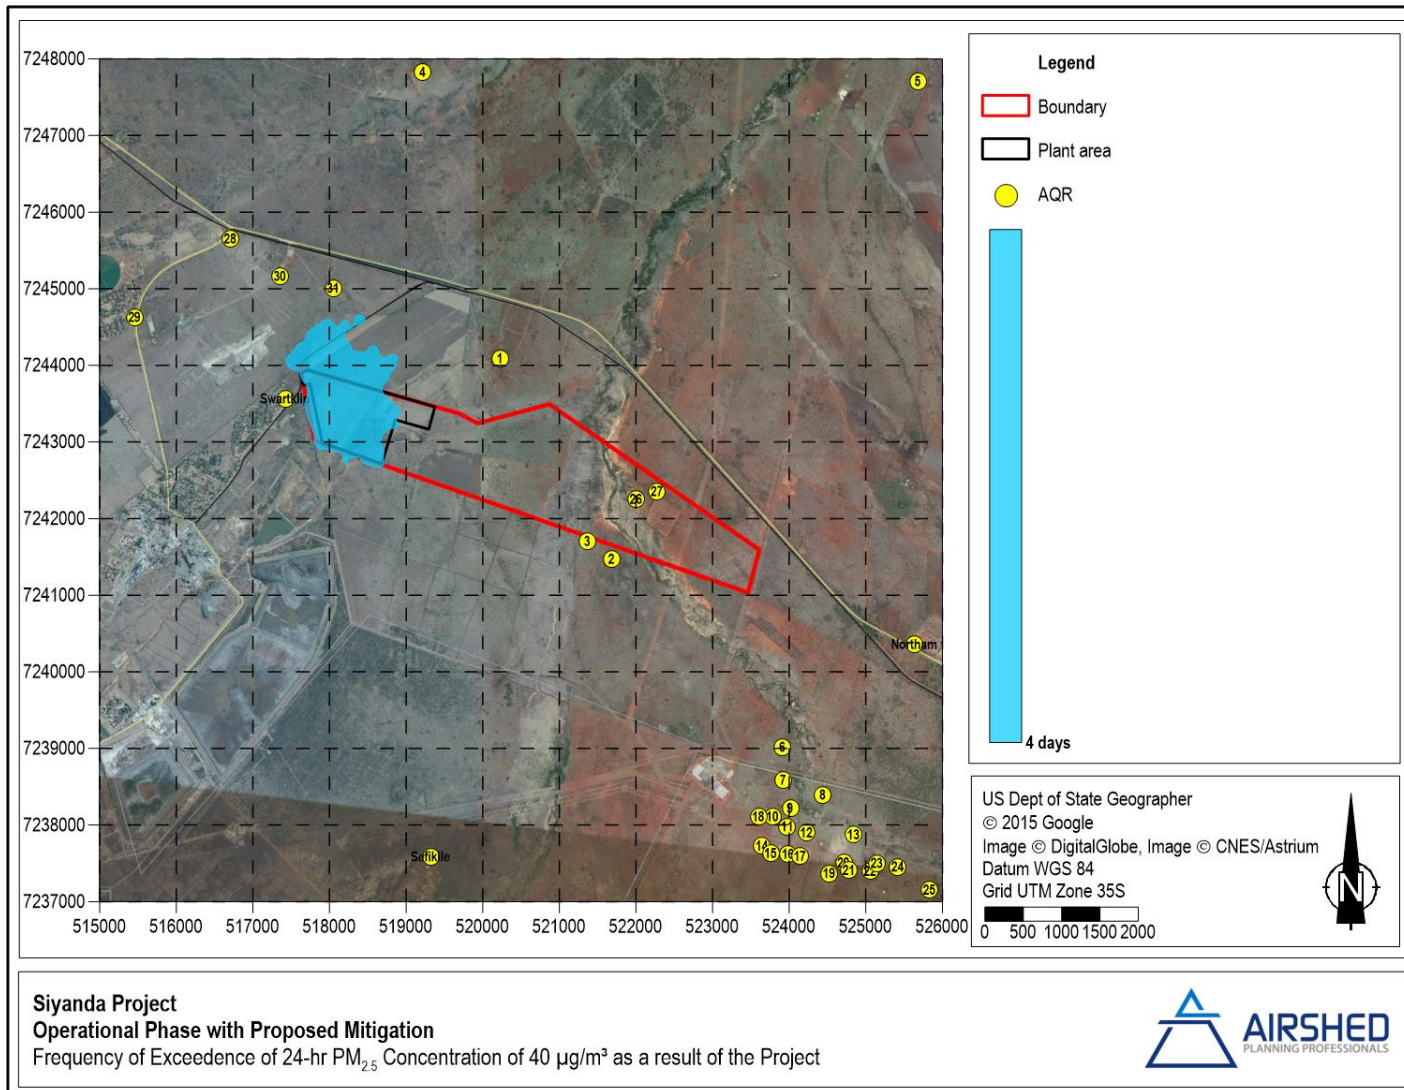 7248000
7247000
7246000
7245000
7244000
7243000
7242000
7241000
7240000
7239000
7238000
7237000
515000 516000 517000 518000 519000 520000 521000 522000 523000 524000 525000 526000
4
5
28
30
31
29
1
Swartklir
26
27
3
2
Northam
6
7
8
9
18
10
11
12
13
14
15
16
17
20
23
19
21
22
24
25
Sefikile
Legend
Boundary
Plant area
AQR
4 days
US Dept of State Geographer
© 2015 Google
Image © DigitalGlobe, Image © CNES/Astrium
Datum WGS 84
Grid UTM Zone 35S
0 500 1000 1500 2000
N
Siyanda Project
Operational Phase with Proposed Mitigation
Frequency of Exceedence of 24-hr PM2.5 Concentration of 40 µg/m³ as a result of the Project
AIRSHED
PLANNING PROFESSIONALS